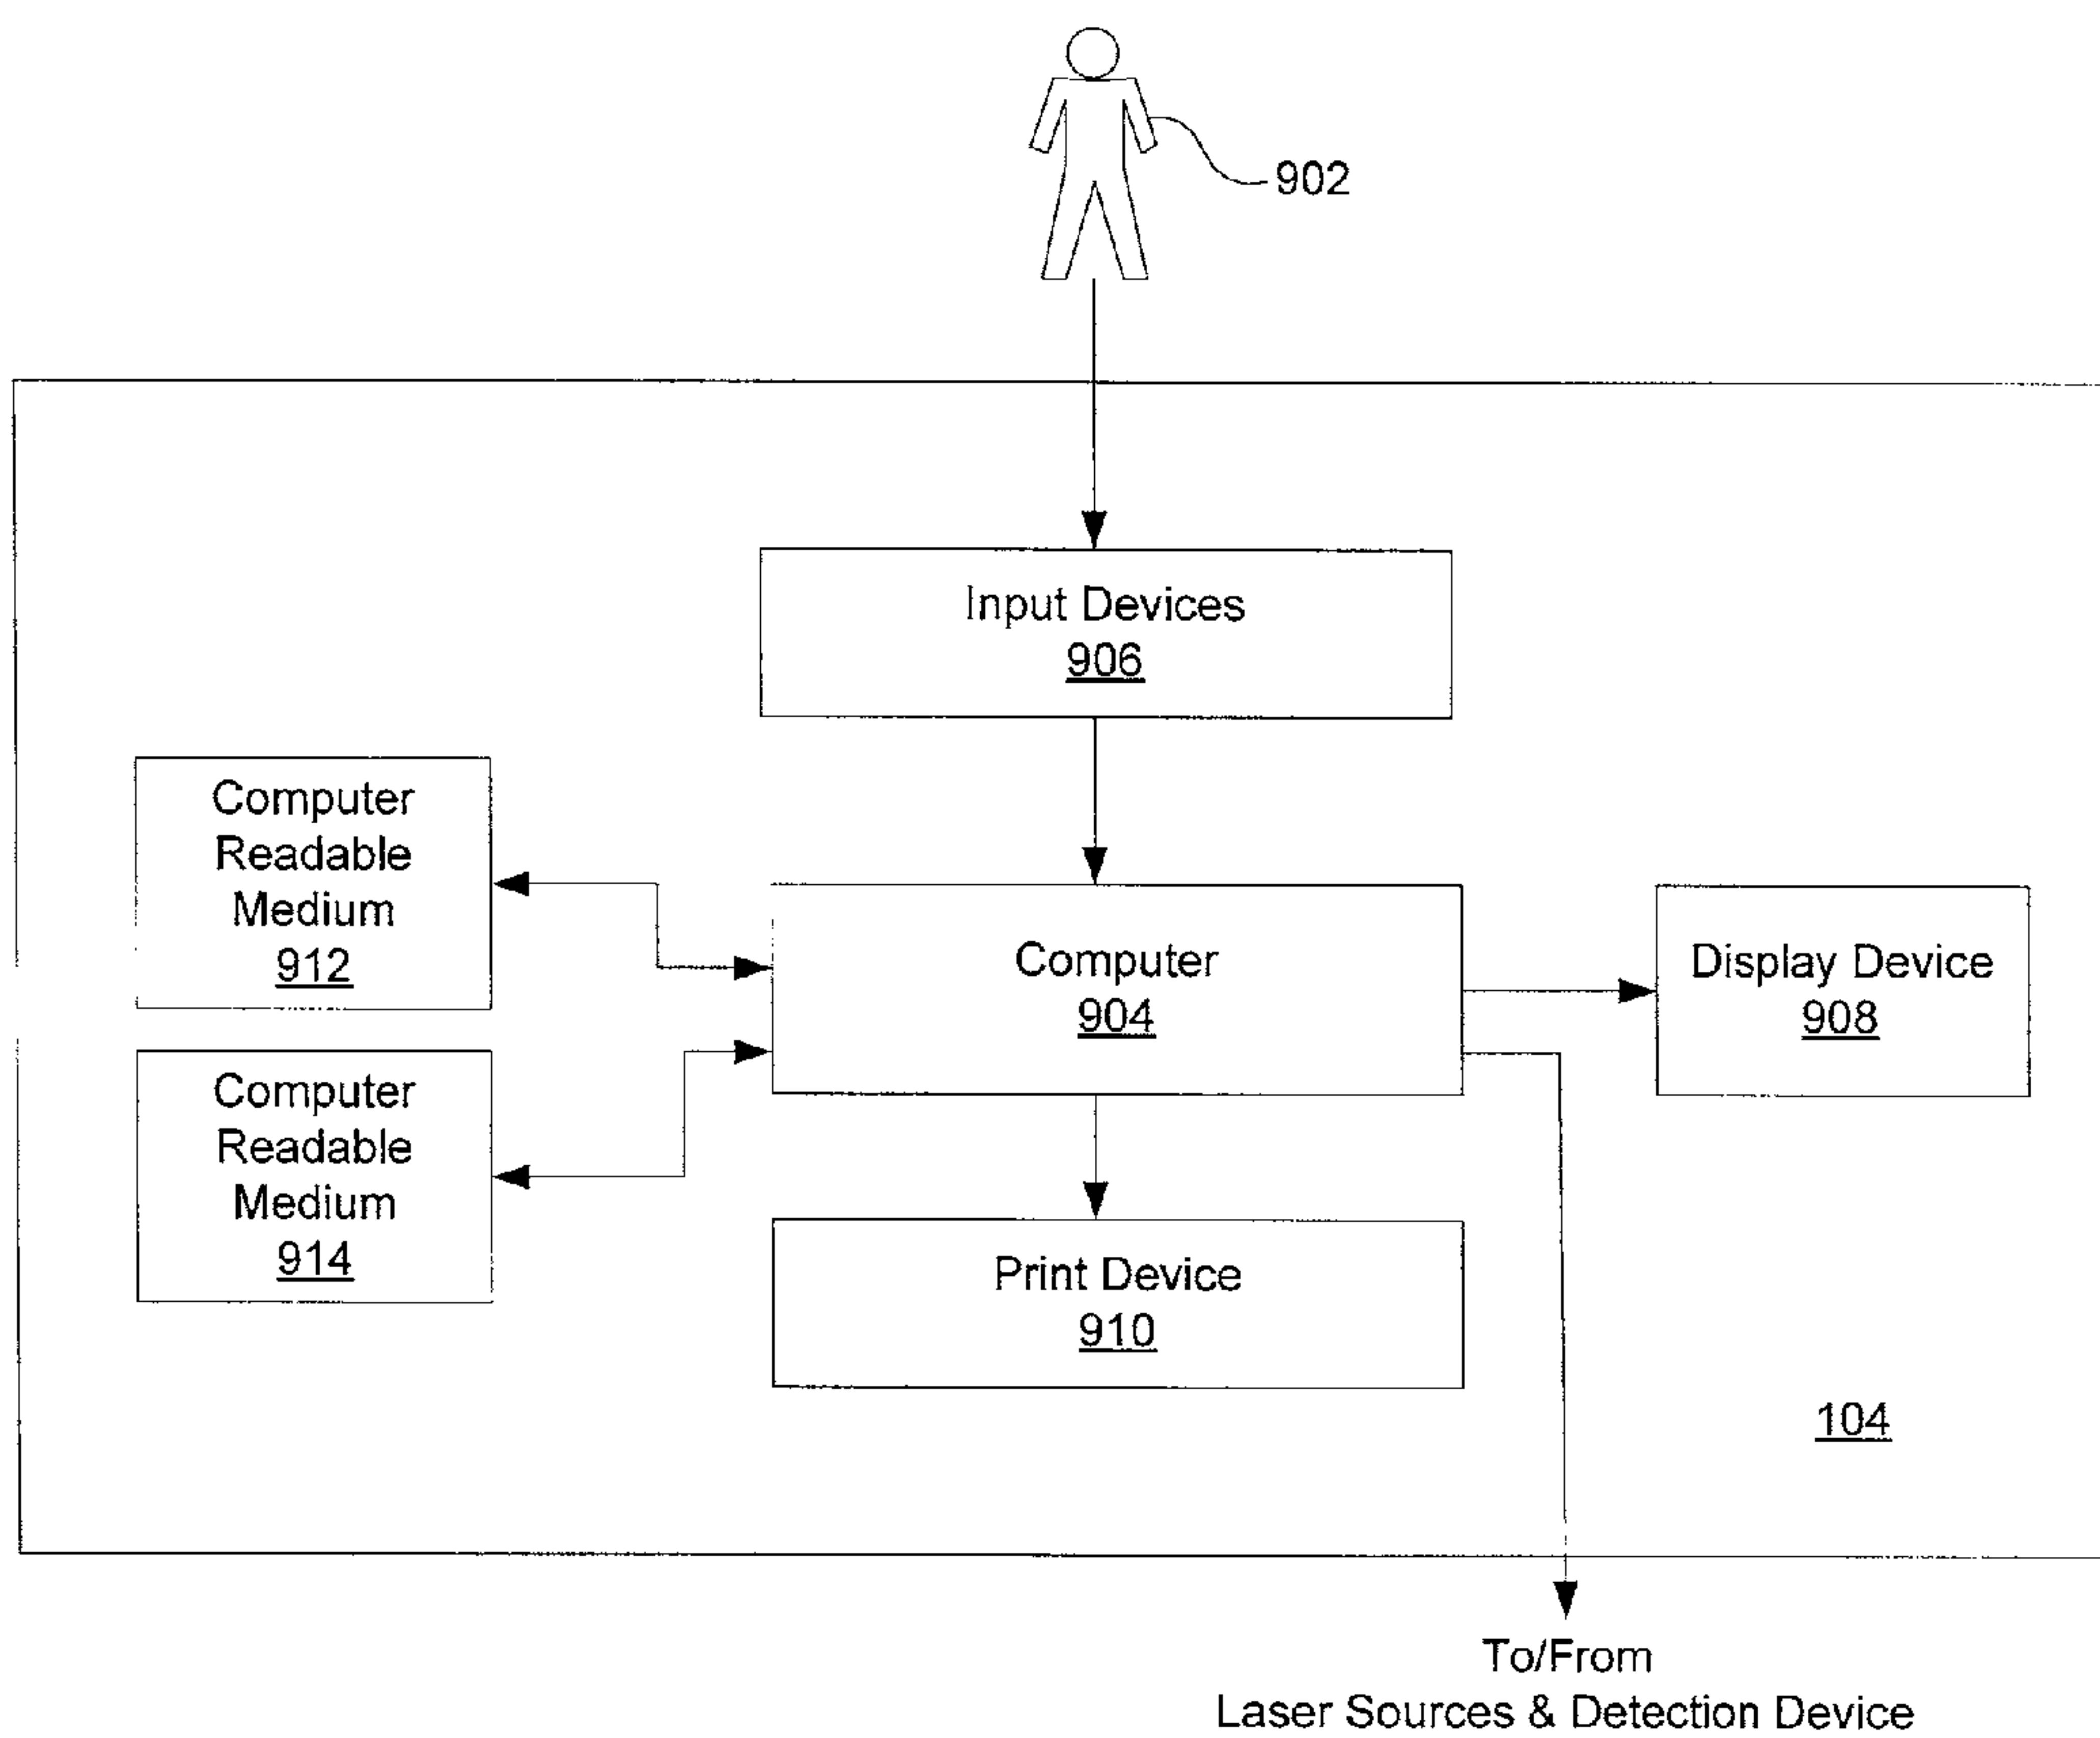 902
Input Devices
906
Computer
Readable
Medium
912
Computer
904
Display Device
908
Computer
Readable
Medium
914
Print Device
910
104
To/From
Laser Sources & Detection Device